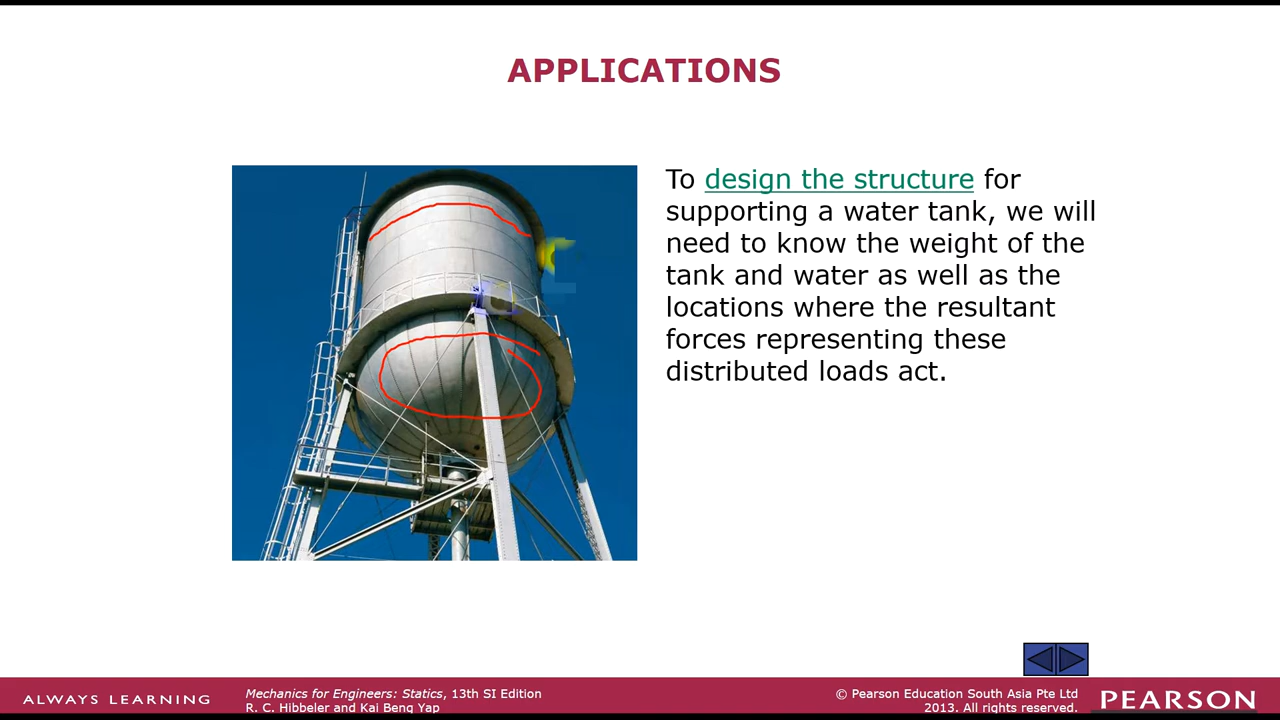 APPLICATIONS
To design the structure for
supporting a water tank, we will
need to know the weight of the
tank and water as well as the
locations where the resultant
forces representing these
distributed loads act.
ALWAYS LEARNING
Mechanics for Engineers: Statics, 13th SI Edition
R. C. Hibbeler and Kai Beng Yap
© Pearson Education South Asia Pte Ltd
2013. All rights reserved.
PEARSON